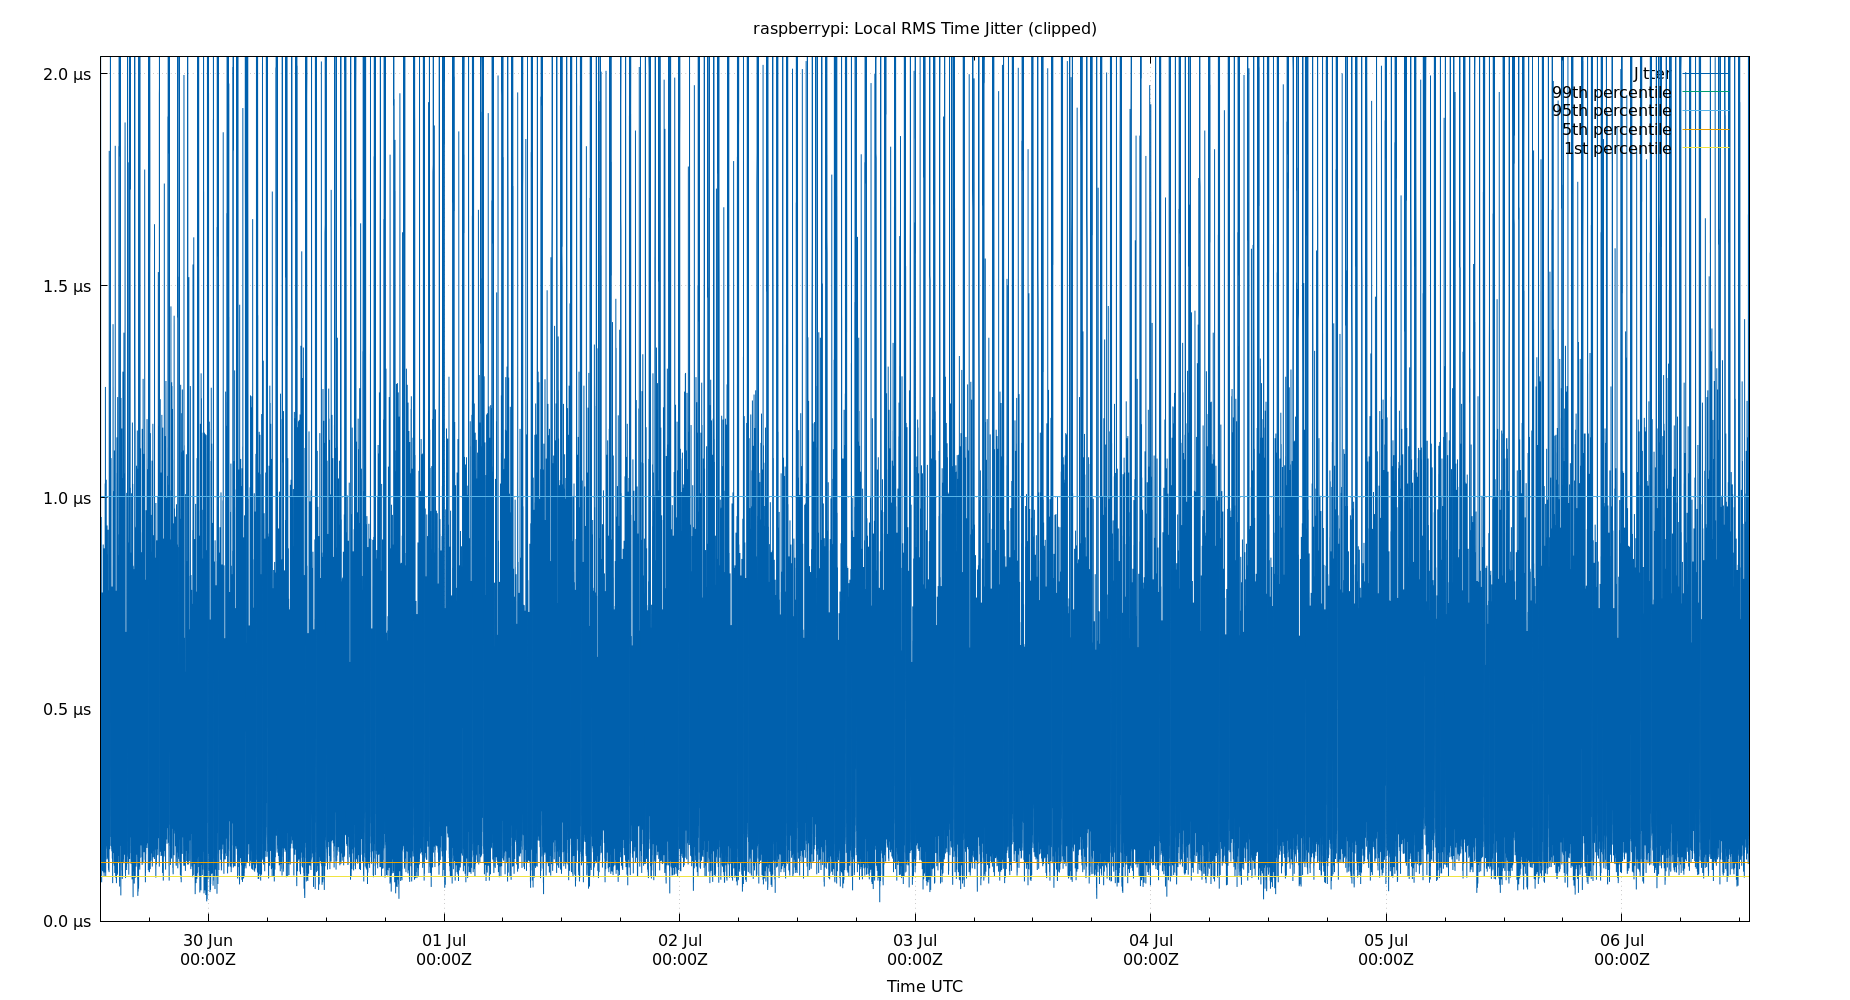 raspberrypi: Local RMS Time Jitter (clipped)
2.0 µs
1.5 µs
1.0 µs
0.5 µs
0.0 µs
Jitter
99th percentile
95th percentile
5th percentile
1st percentile
30 Jun
00:00Z
01 Jul
00:00Z
02 Jul
00:00Z
03 Jul
00:00Z
04 Jul
00:00Z
05 Jul
00:00Z
06 Jul
00:00Z
Time UTC